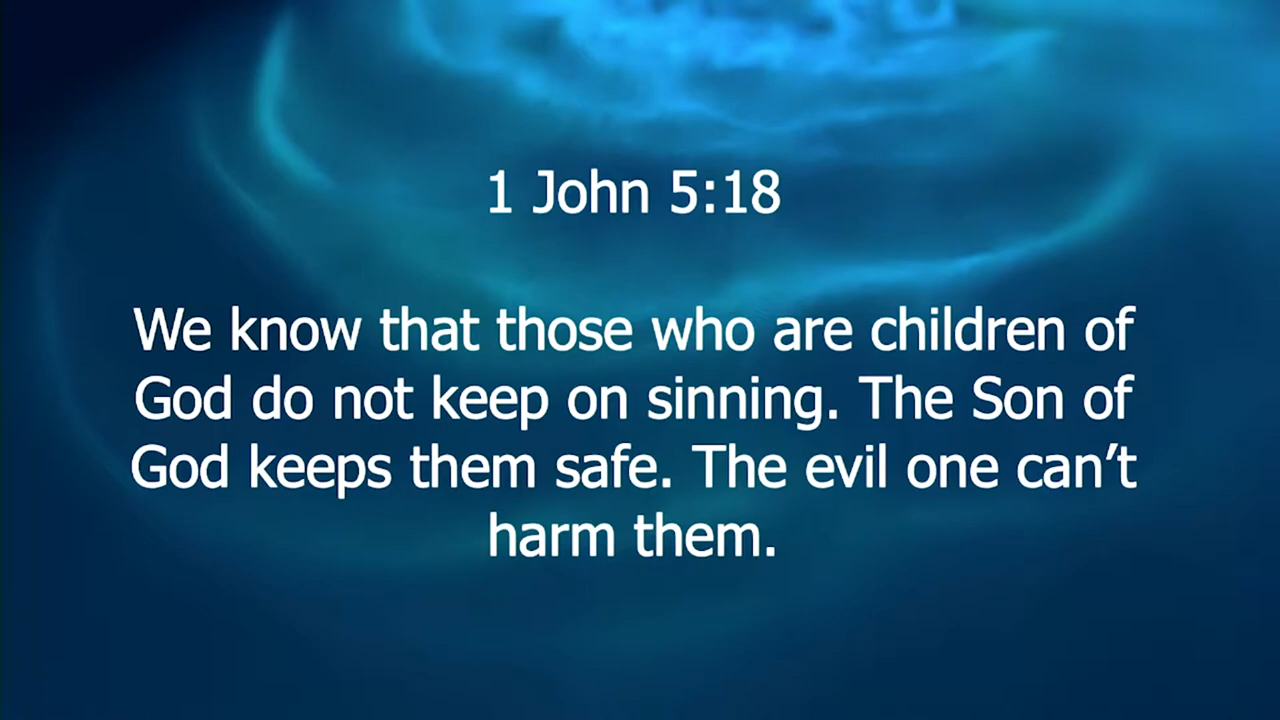 1 John 5:18
We know that those who are children of
God do not keep on sinning. The Son of
God keeps them safe. The evil one can’t
harm them.